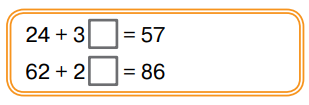 24 + 3□ = 57
62 + 2□ = 86